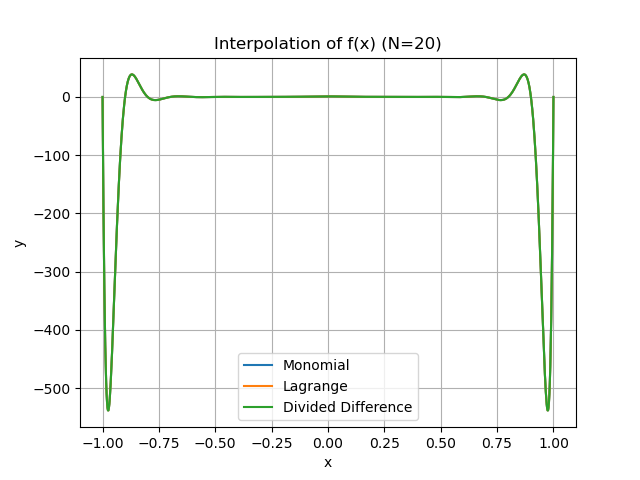 Interpolation of f(x) (N=20)
0
−100
−200
−300
−400
−500
y
Monomial
Lagrange
Divided Difference
−1.00 −0.75 −0.50 −0.25 0.00 0.25 0.50 0.75 1.00
x